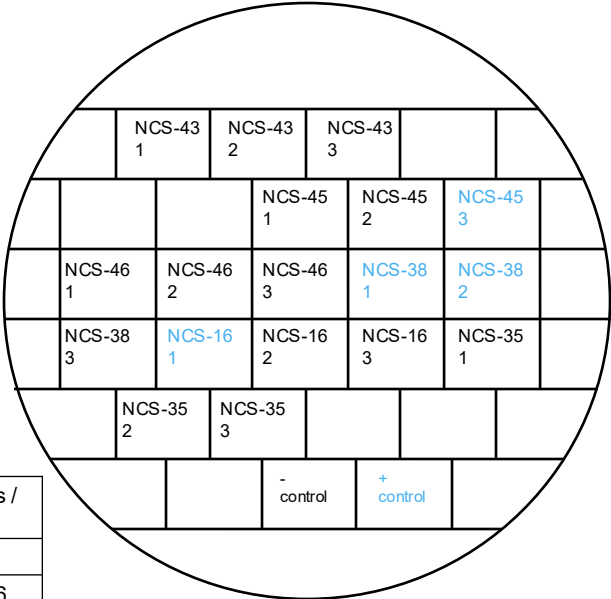 NCS-43 NCS-43 NCS-43
1 2 3
NCS-45 NCS-45 NCS-45
1 2 3
NCS-46 NCS-46 NCS-46 NCS-38 NCS-38
1 2 3 1 2
NCS-38 NCS-16 NCS-16 NCS-16 NCS-35
3 1 2 3 1
NCS-35 NCS-35
2 3
- +
control control
s /
6